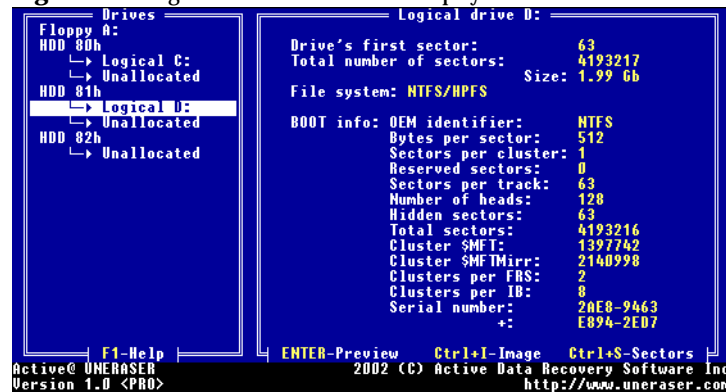 Drives
Floppy A:
HDD 80h
Logical C:
Unallocated
HDD 81h
Logical D:
Unallocated
HDD 82h
Unallocated
F1-Help
Logical drive D:
Drive's first sector: 63
Total number of sectors: 4193217
Size: 1.99 Gb
File system: NTFS/HPFS
BOOT info: OEM identifier: NTFS
Bytes per sector: 512
Sectors per cluster: 1
Reserved sectors: 0
Sectors per track: 63
Number of heads: 128
Hidden sectors: 63
Total sectors: 4193216
Cluster $MFT: 1397742
Cluster $MFTMirr: 2140998
Clusters per FRS: 2
Clusters per IB: 8
Serial number: 2AE8-9463
+: E894-2ED7
ENTER-Preview Ctrl+I-Image Ctrl+S-Sectors
Active@ UNERASER 2002 (C) Active Data Recovery Software Inc
Version 1.0 <PRO> http://www.uneraser.com